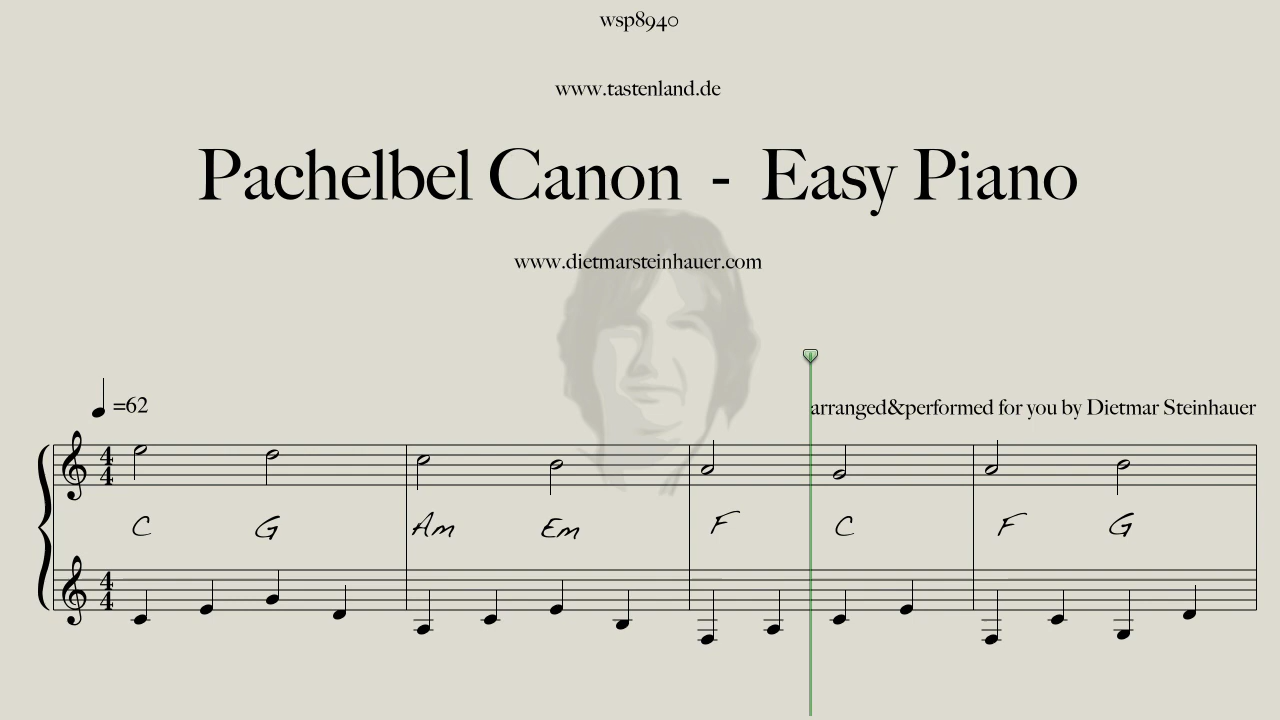 wsp8940
www.tastenland.de
Pachelbel Canon - Easy Piano
www.dietmarsteinhauer.com
=62
arranged&performed for you by Dietmar Steinhauer
4 4
C G Am Em F C F G
4 4